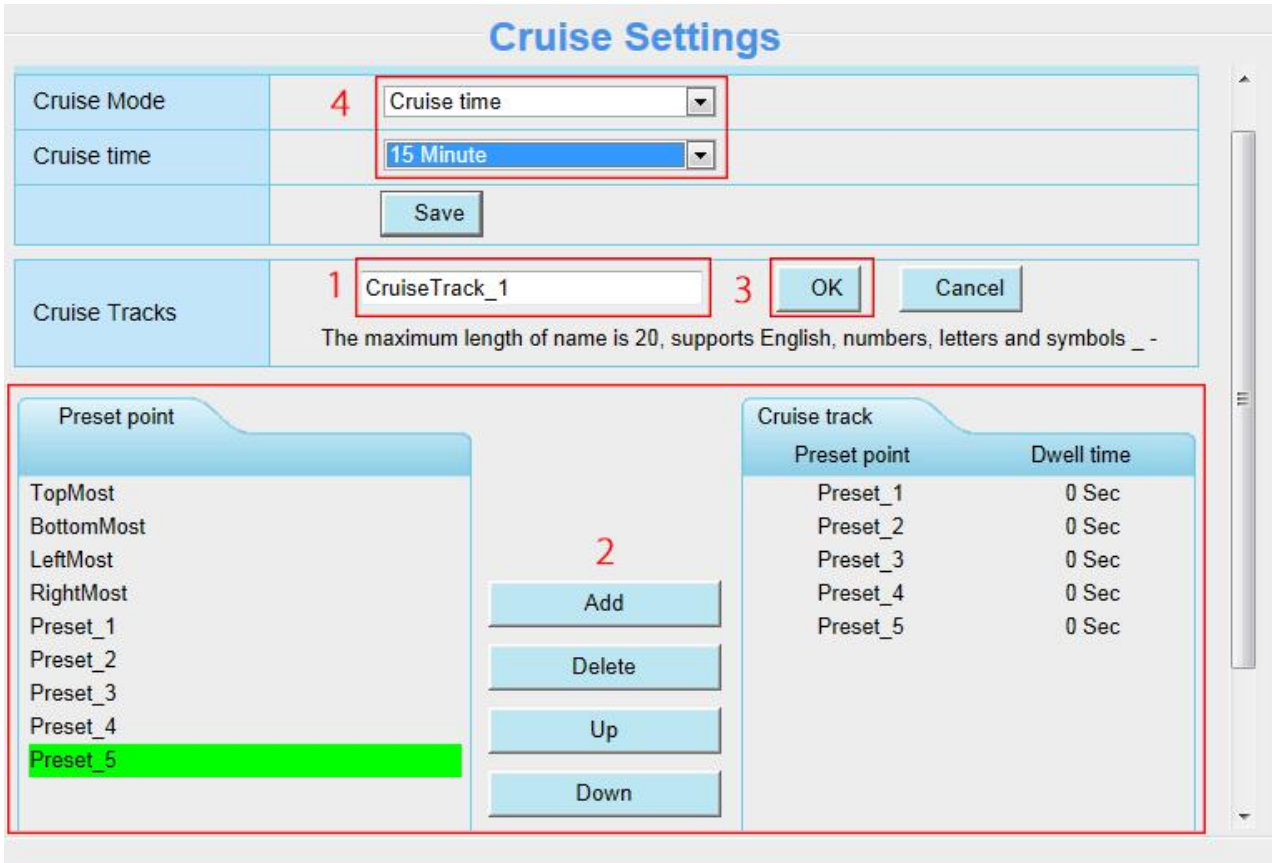 Cruise Settings
Cruise Mode 4 Cruise time
Cruise time 15 Minute
Save
Cruise Tracks 1 CruiseTrack_1 3 OK Cancel
The maximum length of name is 20, supports English, numbers, letters and symbols _ -
Preset point
TopMost
BottomMost
LeftMost
RightMost
Preset_1
Preset_2
Preset_3
Preset_4
Preset_5
2
Add
Delete
Up
Down
Cruise track
Preset point Dwell time
Preset_1 0 Sec
Preset_2 0 Sec
Preset_3 0 Sec
Preset_4 0 Sec
Preset_5 0 Sec